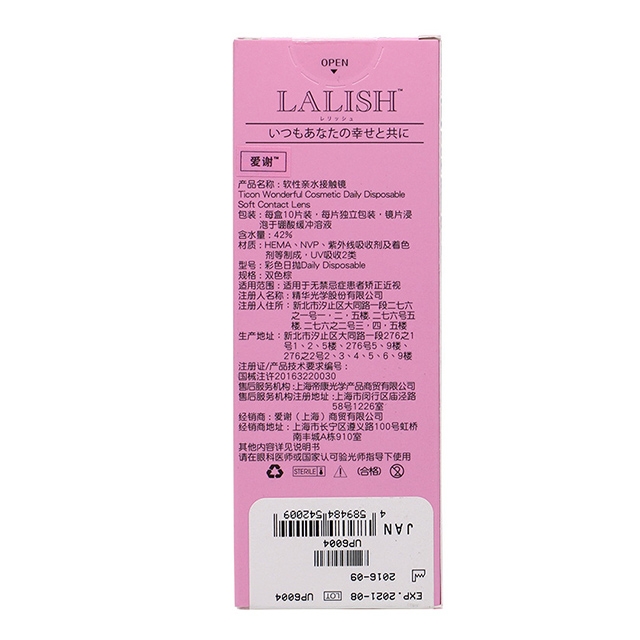 OPEN
LALISH™
レリッシュ
いつもあなたの幸せと共に
爱谢™
产品名称：软性亲水接触镜
Ticon Wonderful Cosmetic Daily Disposable
Soft Contact Lens
包装：每盒10片装，每片独立包装，镜片浸
泡于硼酸缓冲溶液
含水量：42%
材质：HEMA、NVP、紫外线吸收剂及着色
剂等制成，UV吸收2类
型号：彩色日抛Daily Disposable
规格：双色棕
适用范围：适用于无禁忌症患者矫正近视
注册人名称：精华光学股份有限公司
注册人住所：新北市汐止区大同路一段二七六
之一号一．二．五楼．二七六号五
楼．二七六之二号三．四．五楼
生产地址：新北市汐止区大同路一段276之1
号1、2、5楼、276号5、9楼、
276之2号2、3、4、5、6、9楼
注册证/产品技术要求编号：
国械注许20163220030
售后服务机构：上海帝康光学产品商贸有限公司
售后服务机构注册地址：上海市闵行区庙泾路
58号1226室
经销商：爱谢（上海）商贸有限公司
经销商地址：上海市长宁区遵义路100号虹桥
南丰城A栋910室
其他内容详见说明书
请在眼科医师或国家认可验光师指导下使用
STERILE (合格)
EXP. 2021-08 LOT UP6004
2016-09
UP6004
JAN 4 589484 542009